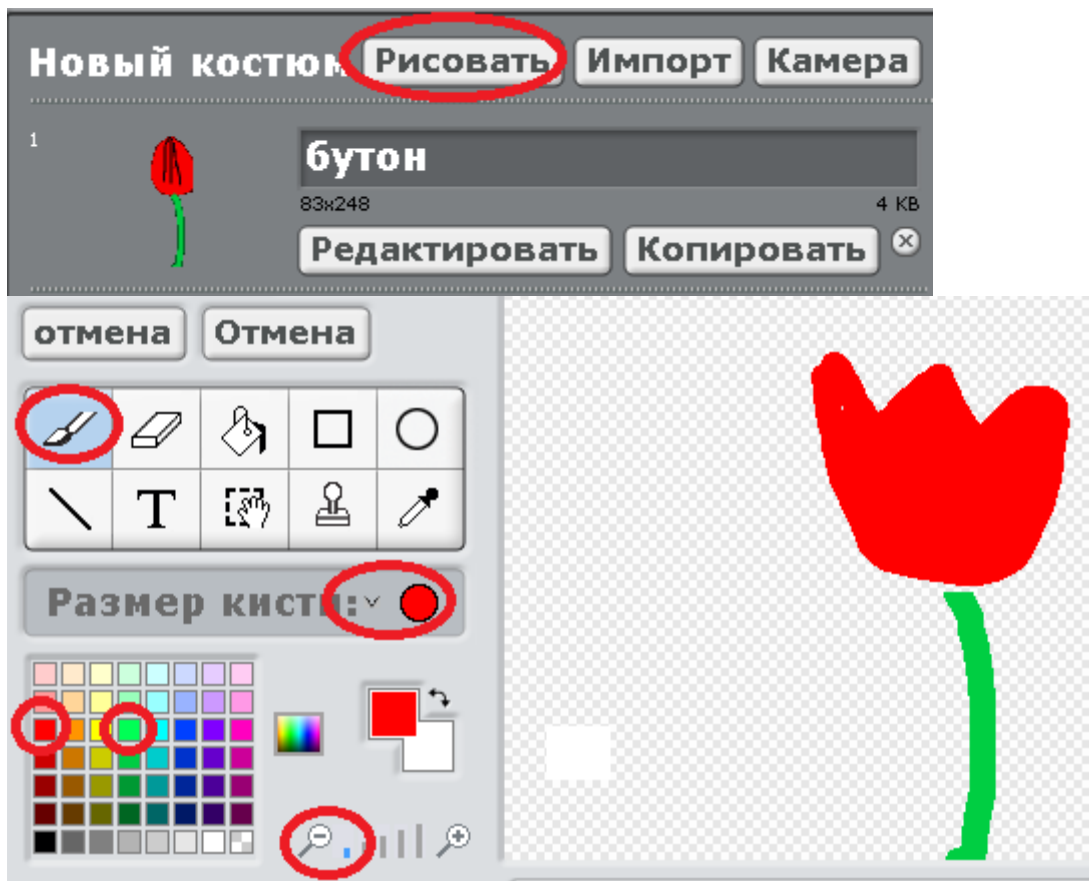 Новый костюм Рисовать Импорт Камера
1
бутон
83x248 4 KB
Редактировать Копировать
отмена Отмена
T
Размер кисти: